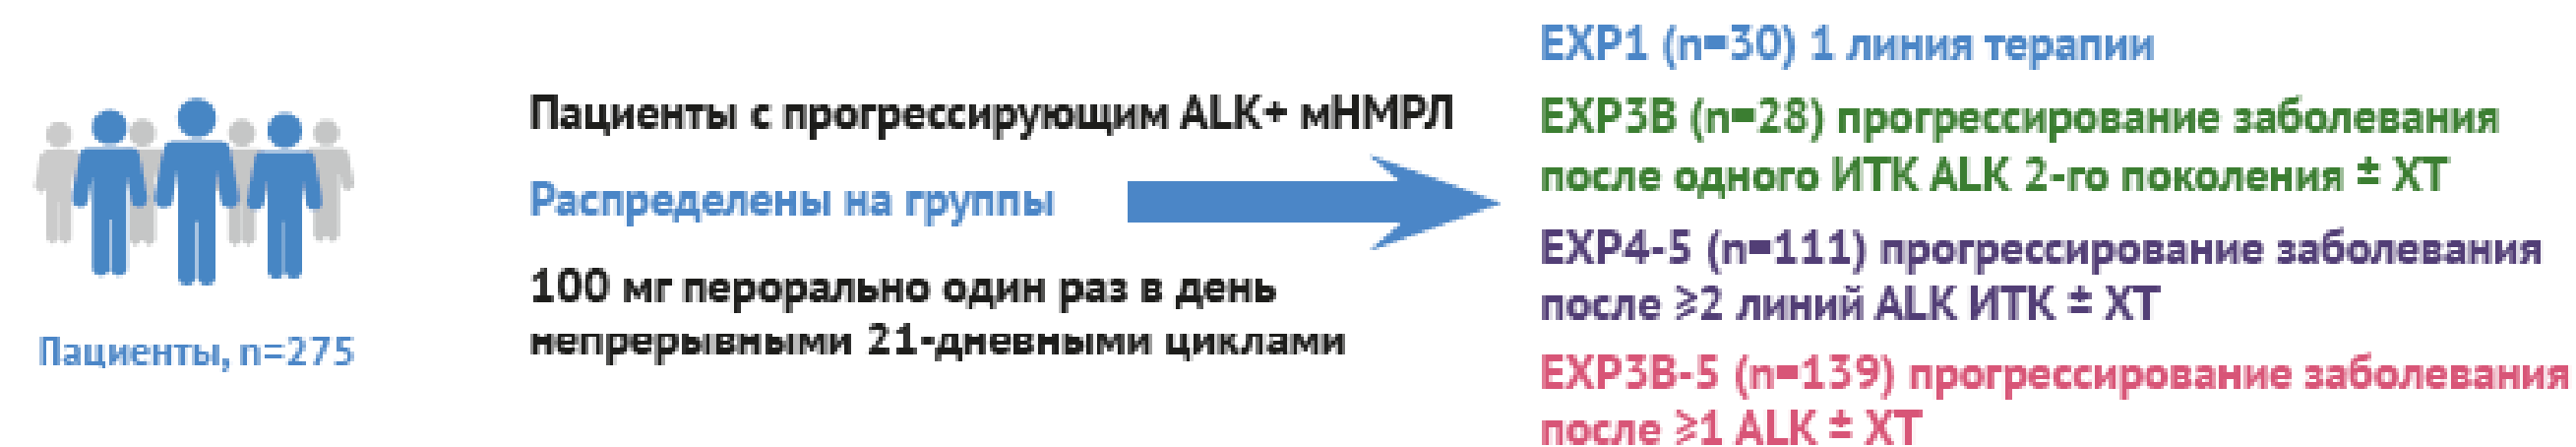 Пациенты, n=275
Пациенты с прогрессирующим ALK+ мНМРЛ
Распределены на группы
100 мг перорально один раз в день
непрерывными 21-дневными циклами
EXP1 (n=30) 1 линия терапии
EXP3B (n=28) прогрессирование заболевания
после одного ИТК ALK 2-го поколения ± ХТ
EXP4-5 (n=111) прогрессирование заболевания
после ≥2 линий ALK ИТК ± ХТ
EXP3B-5 (n=139) прогрессирование заболевания
после ≥1 ALK ± ХТ